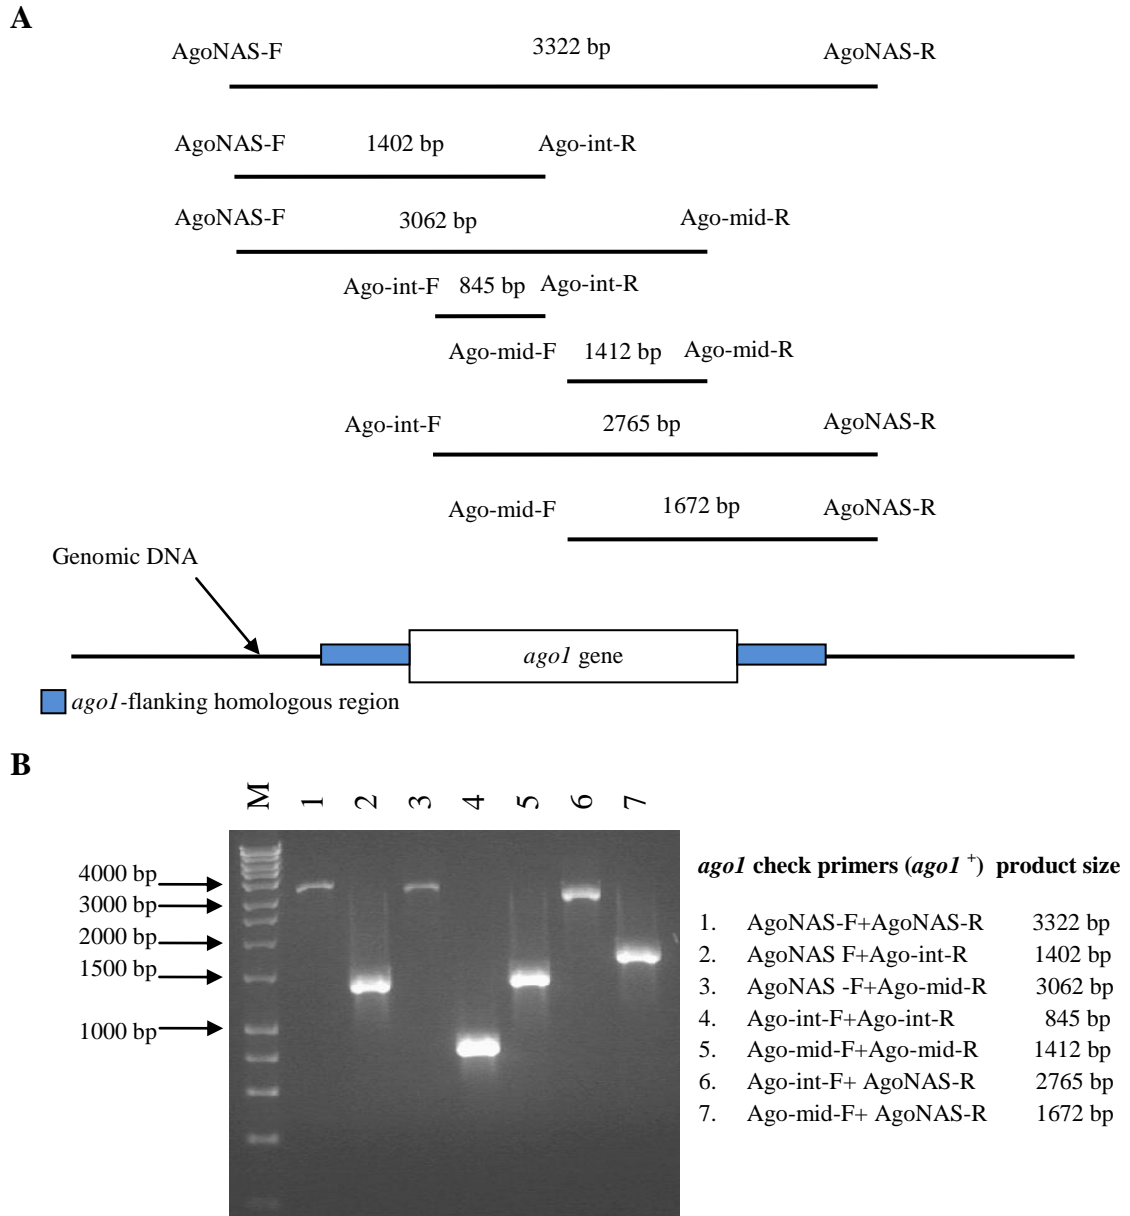 A
AgoNAS-F 3322 bp AgoNAS-R
AgoNAS-F 1402 bp Ago-int-R
AgoNAS-F 3062 bp Ago-mid-R
Ago-int-F 845 bp Ago-int-R
Ago-mid-F 1412 bp Ago-mid-R
Ago-int-F 2765 bp AgoNAS-R
Ago-mid-F 1672 bp AgoNAS-R
Genomic DNA
ago1 gene
ago1-flanking homologous region
B
M 1 2 3 4 5 6 7
4000 bp
3000 bp
2000 bp
1500 bp
1000 bp
ago1 check primers (ago1 +) product size
1. AgoNAS-F+AgoNAS-R 3322 bp
2. AgoNAS F+Ago-int-R 1402 bp
3. AgoNAS -F+Ago-mid-R 3062 bp
4. Ago-int-F+Ago-int-R 845 bp
5. Ago-mid-F+Ago-mid-R 1412 bp
6. Ago-int-F+ AgoNAS-R 2765 bp
7. Ago-mid-F+ AgoNAS-R 1672 bp